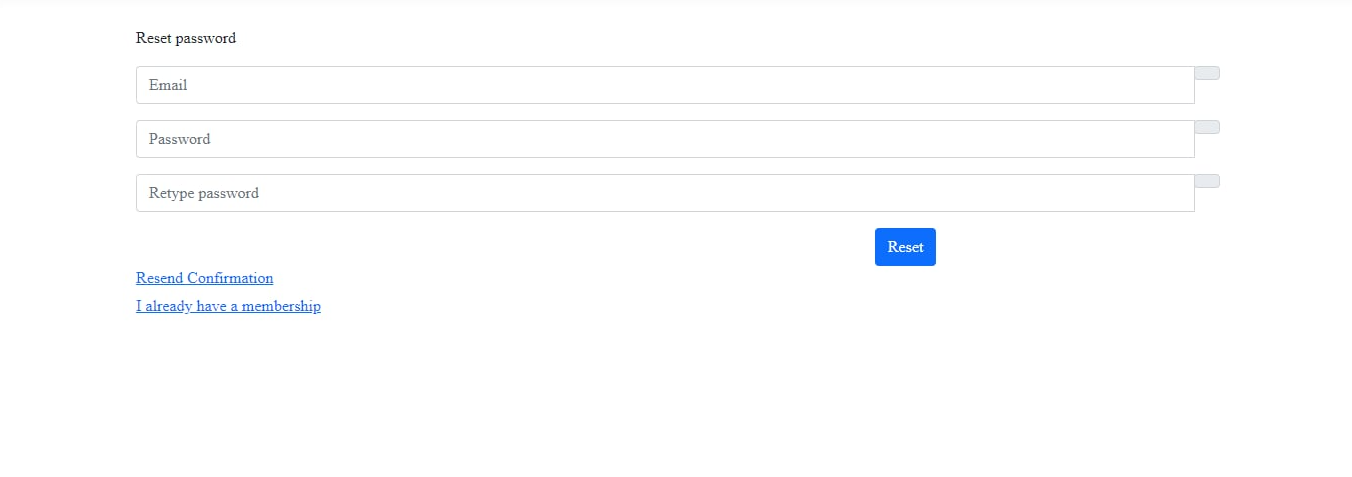 Reset password
Email
Password
Retype password
Reset
Resend Confirmation
I already have a membership